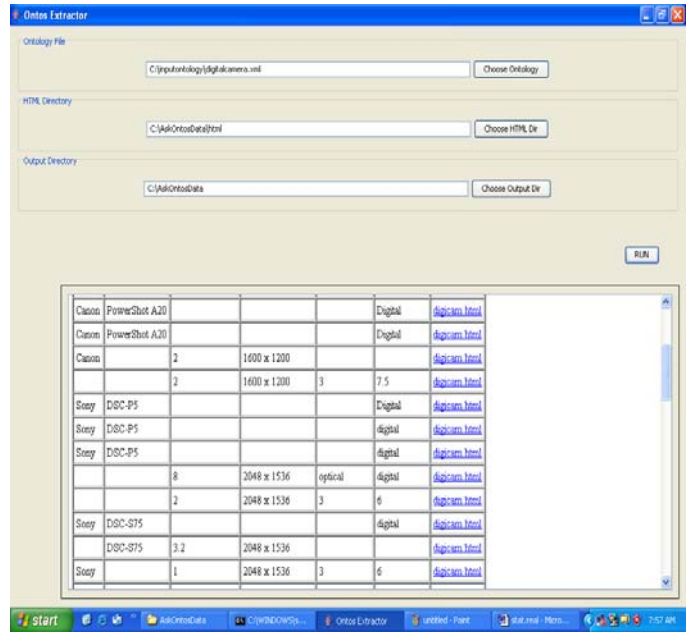 Ontos Extractor
Ontology File
C:\inputontology\digitalcamera.xml Choose Ontology
HTML Directory
C:\AskOntosData\html Choose HTML Dir
Output Directory
C:\AskOntosData Choose Output Dir
RUN
Canon PowerShot A20 Digital digicam.html
Canon PowerShot A20 Digital digicam.html
Canon 2 1600 x 1200 digicam.html
2 1600 x 1200 3 7.5 digicam.html
Sony DSC-P5 Digital digicam.html
Sony DSC-P5 digital digicam.html
Sony DSC-P5 digital digicam.html
8 2048 x 1536 optical digital digicam.html
2 2048 x 1536 3 6 digicam.html
Sony DSC-S75 digital digicam.html
DSC-S75 3.2 2048 x 1536 digicam.html
Sony 1 2048 x 1536 3 6 digicam.html
start AskOntosData C:\WINDOWS\s... Ontos Extractor untitled - Paint stat.real - Micro... 7:57 AM